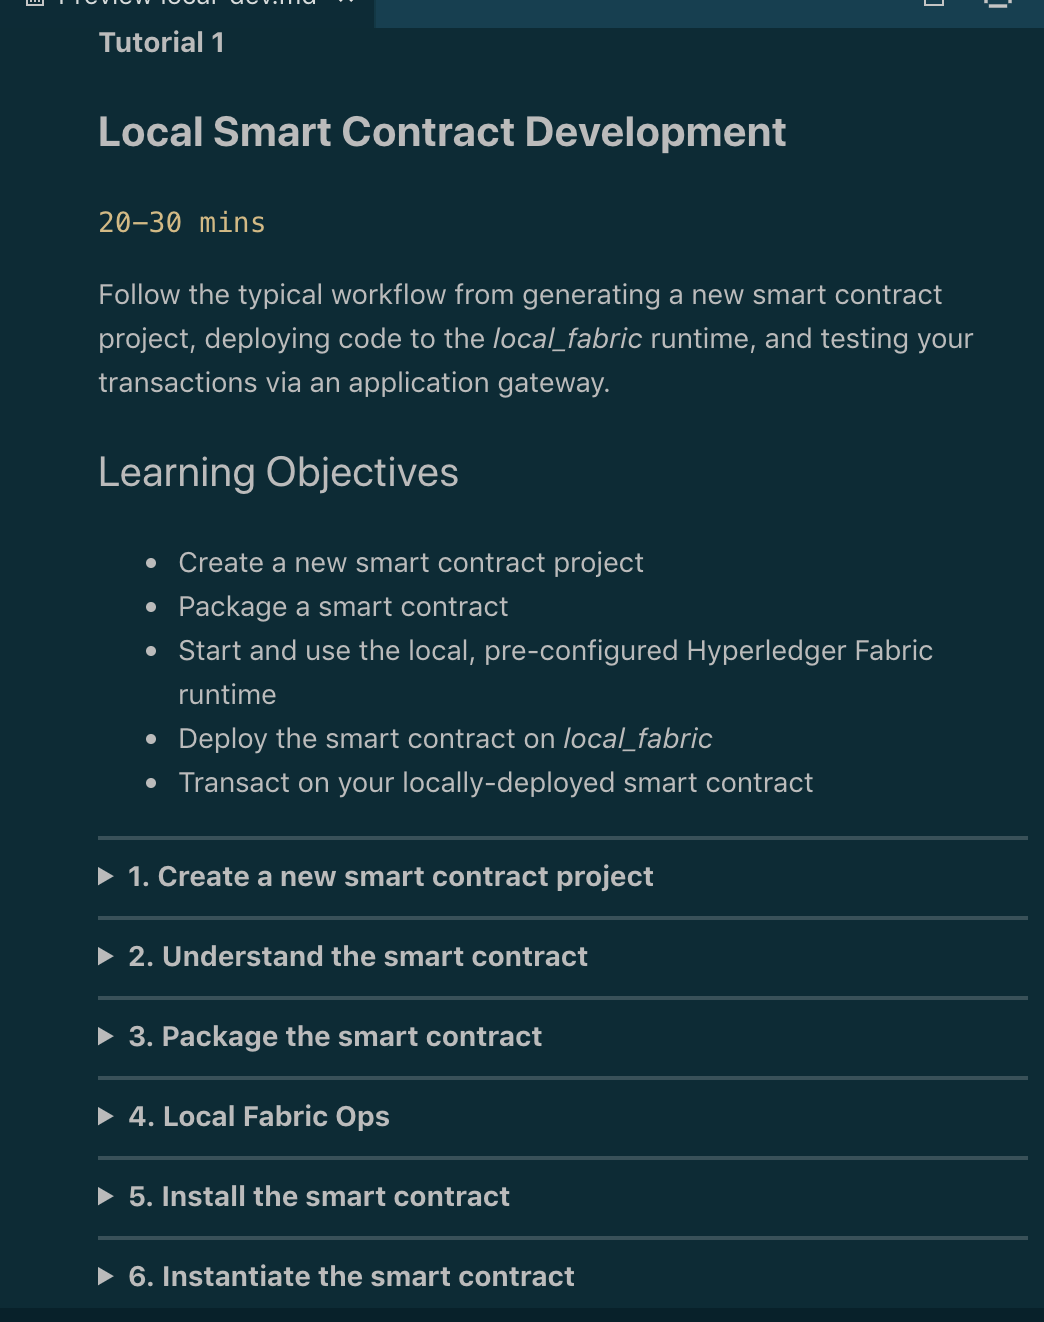 Preview local-dev.md
Tutorial 1
Local Smart Contract Development
20-30 mins
Follow the typical workflow from generating a new smart contract
project, deploying code to the local_fabric runtime, and testing your
transactions via an application gateway.
Learning Objectives
• Create a new smart contract project
• Package a smart contract
• Start and use the local, pre-configured Hyperledger Fabric
runtime
• Deploy the smart contract on local_fabric
• Transact on your locally-deployed smart contract
1. Create a new smart contract project
2. Understand the smart contract
3. Package the smart contract
4. Local Fabric Ops
5. Install the smart contract
6. Instantiate the smart contract